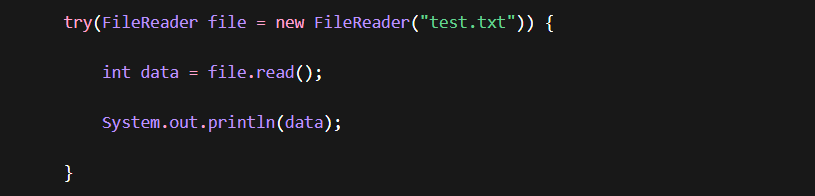 try(FileReader file = new FileReader("test.txt")) {
int data = file.read();
System.out.println(data);
}